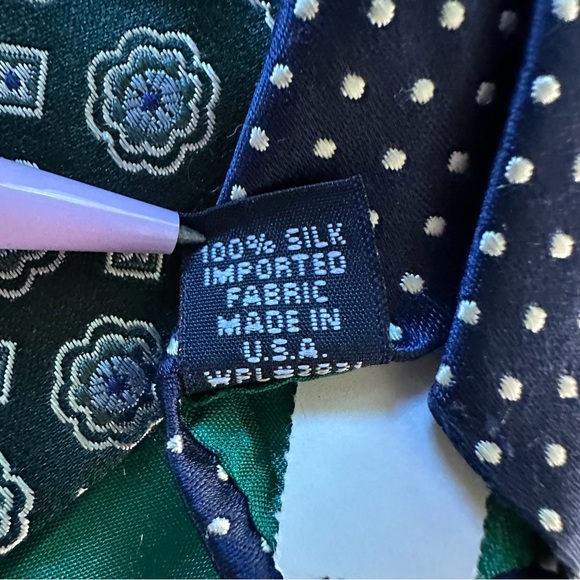 100% SILK
IMPORTED
FABRIC
MADE IN
U.S.A.